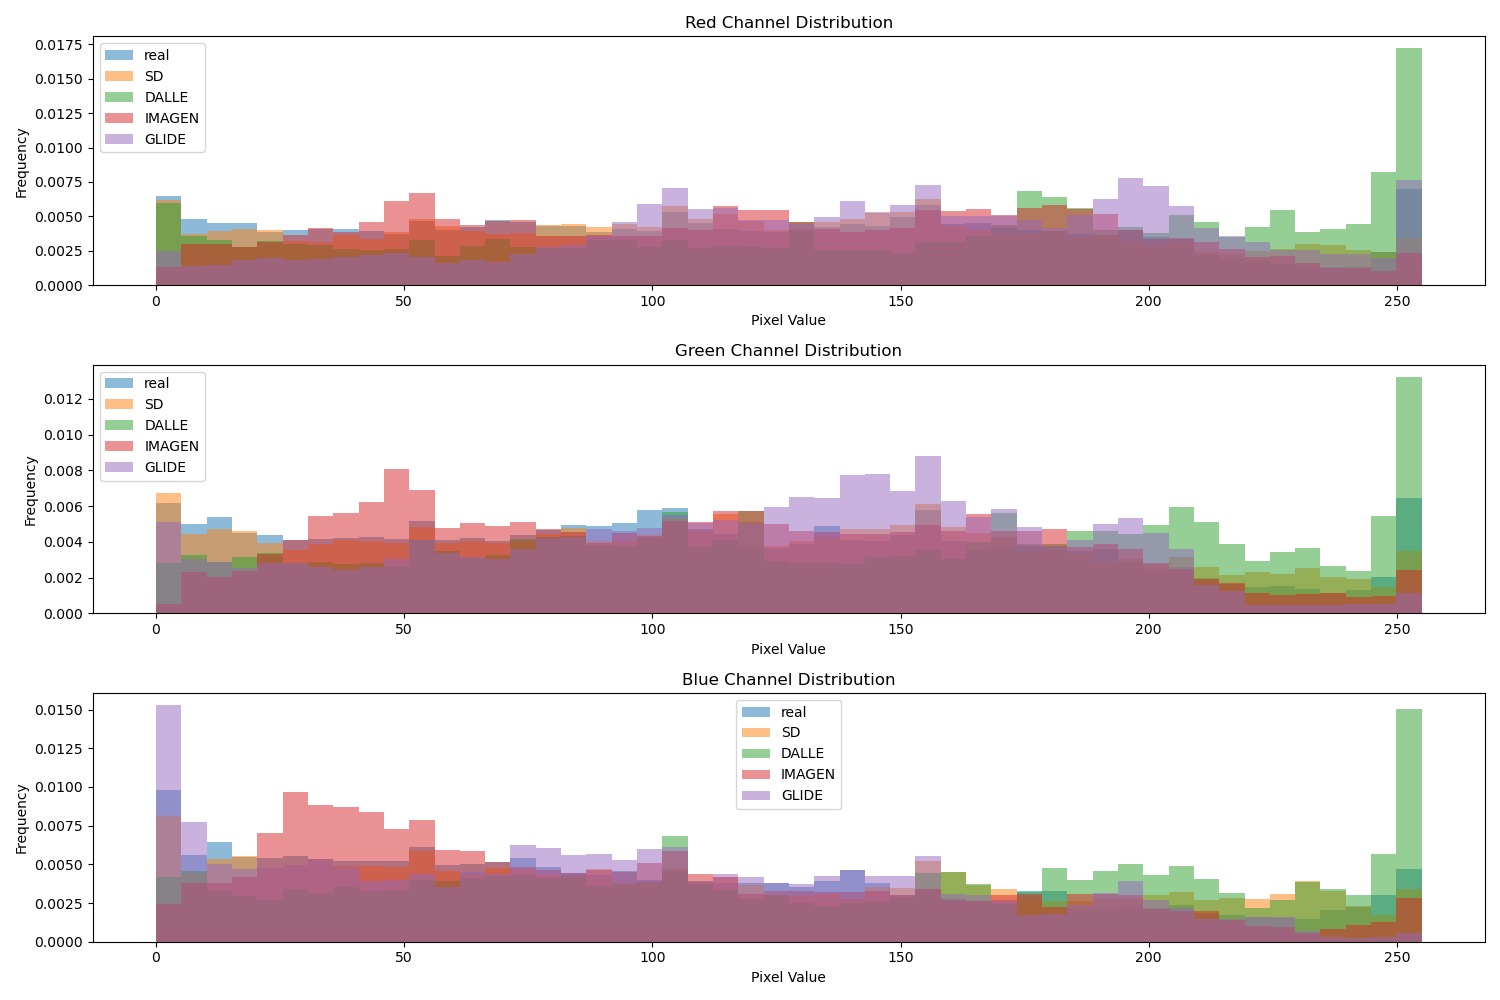 Red Channel Distribution
Frequency
0.0175
0.0150
0.0125
0.0100
0.0075
0.0050
0.0025
0.0000
real
SD
DALLE
IMAGEN
GLIDE
0 50 100 150 200 250
Pixel Value
Green Channel Distribution
Frequency
0.012
0.010
0.008
0.006
0.004
0.002
0.000
real
SD
DALLE
IMAGEN
GLIDE
0 50 100 150 200 250
Pixel Value
Blue Channel Distribution
Frequency
0.0150
0.0125
0.0100
0.0075
0.0050
0.0025
0.0000
real
SD
DALLE
IMAGEN
GLIDE
0 50 100 150 200 250
Pixel Value